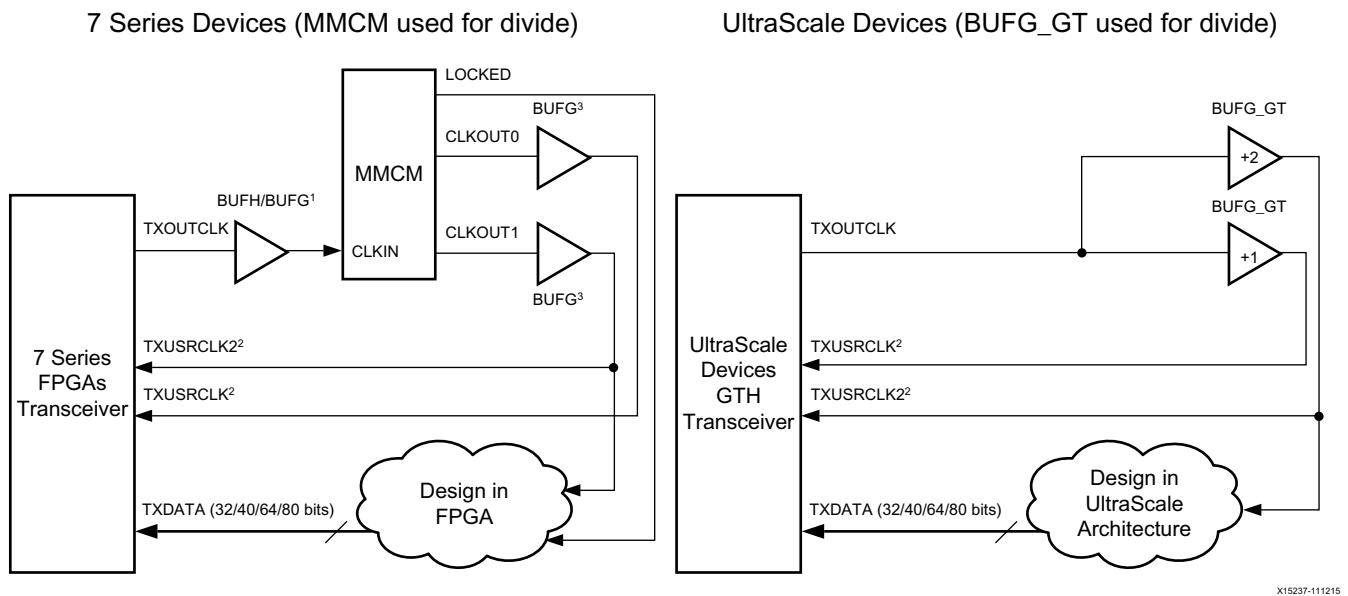 7 Series Devices (MMCM used for divide)
LOCKED
BUFG³
CLKOUT0
MMCM
BUFH/BUFG¹
TXOUTCLK
CLKIN
CLKOUT1
BUFG³
7 Series
FPGAs
Transceiver
TXUSRCLK2²
TXUSRCLK²
Design in
FPGA
TXDATA (32/40/64/80 bits)
UltraScale Devices (BUFG_GT used for divide)
BUFG_GT
+2
BUFG_GT
TXOUTCLK
+1
UltraScale
Devices
GTH
Transceiver
TXUSRCLK²
TXUSRCLK2²
Design in
UltraScale
Architecture
TXDATA (32/40/64/80 bits)
X15237-111215